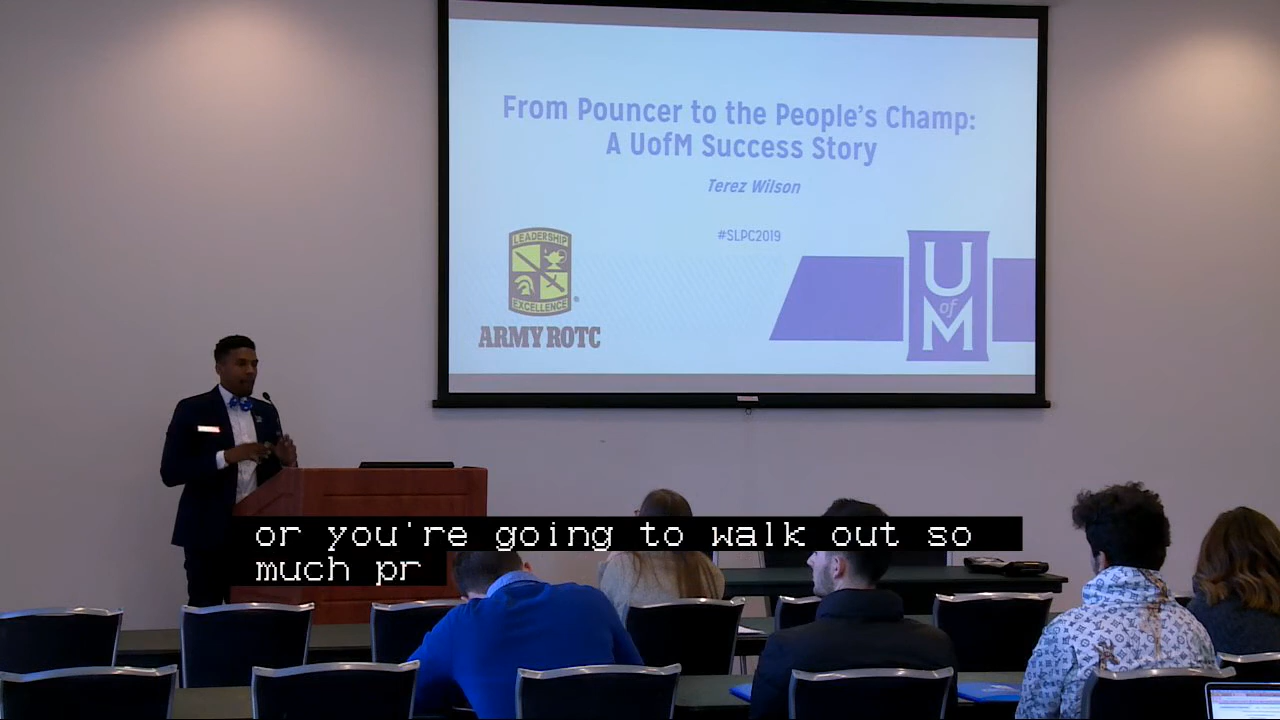 From Pouncer to the People's Champ:
A UofM Success Story
Terez Wilson
#SLPC2019
LEADERSHIP
EXCELLENCE
ARMY ROTC
U
of
M
or you're going to walk out so
much pr